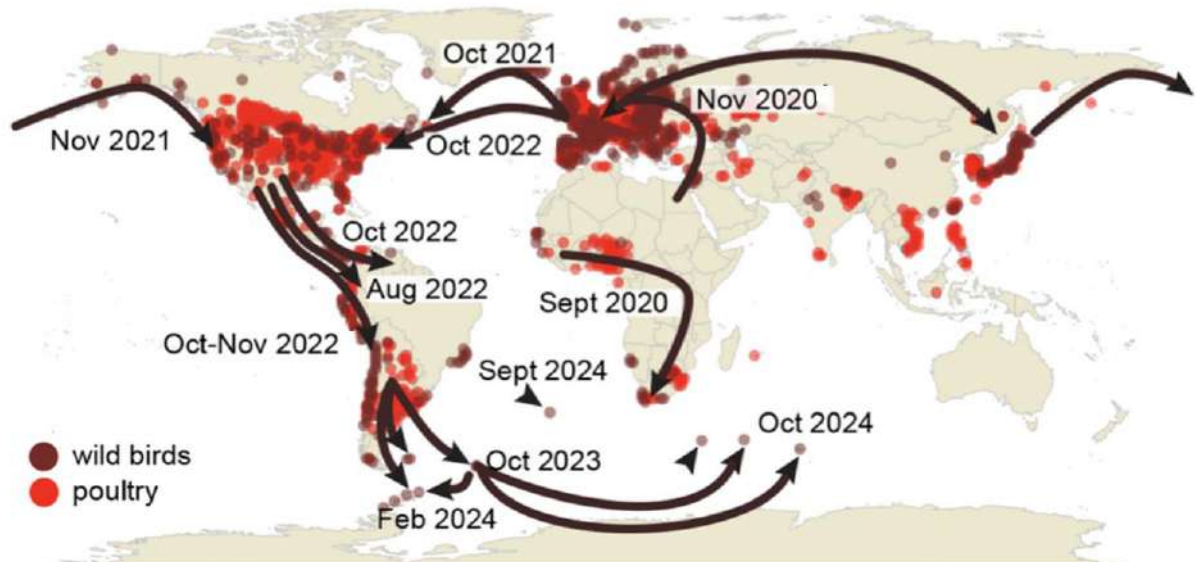 Oct 2021
Nov 2020
Nov 2021
Oct 2022
Oct 2022
Aug 2022
Sept 2020
Oct-Nov 2022
Sept 2024
Oct 2024
wild birds
Oct 2023
poultry
Feb 2024